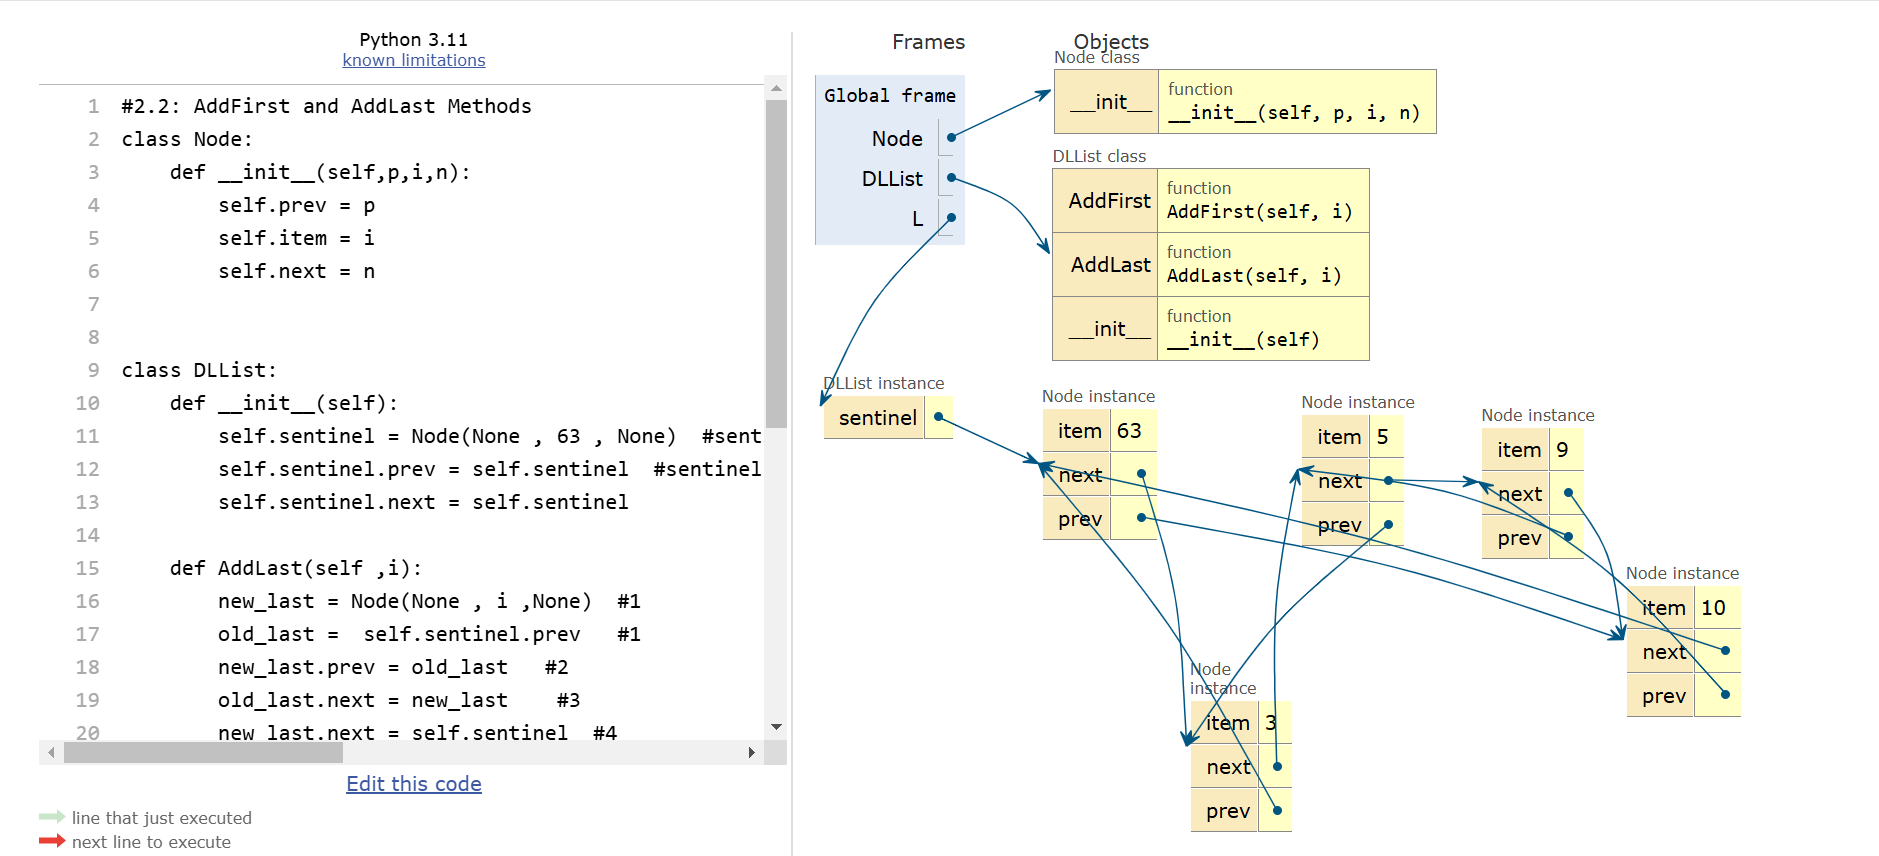 Python 3.11
known limitations
1 #2.2: AddFirst and AddLast Methods
2 class Node:
3     def __init__(self,p,i,n):
4         self.prev = p
5         self.item = i
6         self.next = n
7
8
9 class DLList:
10     def __init__(self):
11         self.sentinel = Node(None , 63 , None)  #sent
12         self.sentinel.prev = self.sentinel  #sentinel
13         self.sentinel.next = self.sentinel
14
15     def AddLast(self ,i):
16         new_last = Node(None , i ,None)  #1
17         old_last =  self.sentinel.prev   #1
18         new_last.prev = old_last   #2
19         old_last.next = new_last    #3
20         new_last.next = self.sentinel  #4
Edit this code
line that just executed
next line to execute
Frames
Objects
Global frame
Node
DLList
L
Node class
__init__
function
__init__(self, p, i, n)
DLList class
AddFirst
function
AddFirst(self, i)
AddLast
function
AddLast(self, i)
__init__
function
__init__(self)
DLList instance
sentinel
Node instance
item 63
next
prev
Node instance
item 5
next
prev
Node instance
item 9
next
prev
Node instance
item 10
next
prev
Node
instance
item 3
next
prev